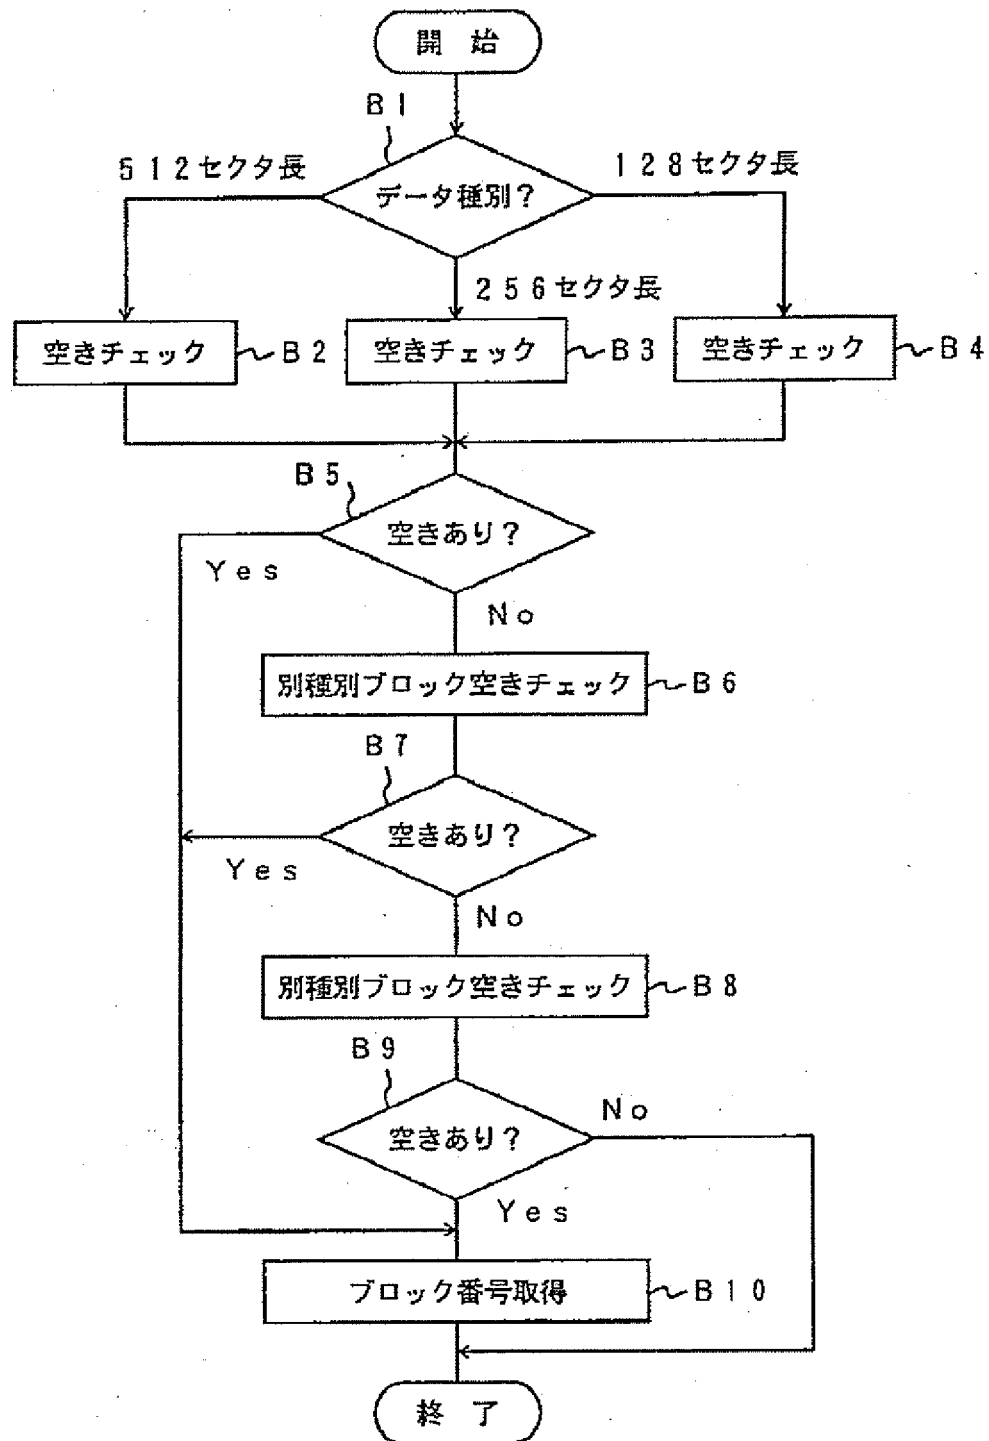 開 始
B1
512セクタ長
データ種別?
128セクタ長
256セクタ長
空きチェック
B2
空きチェック
B3
空きチェック
B4
B5
空きあり?
Yes
No
別種別ブロック空きチェック
B6
B7
空きあり?
Yes
No
別種別ブロック空きチェック
B8
B9
空きあり?
No
Yes
ブロック番号取得
B10
終 了